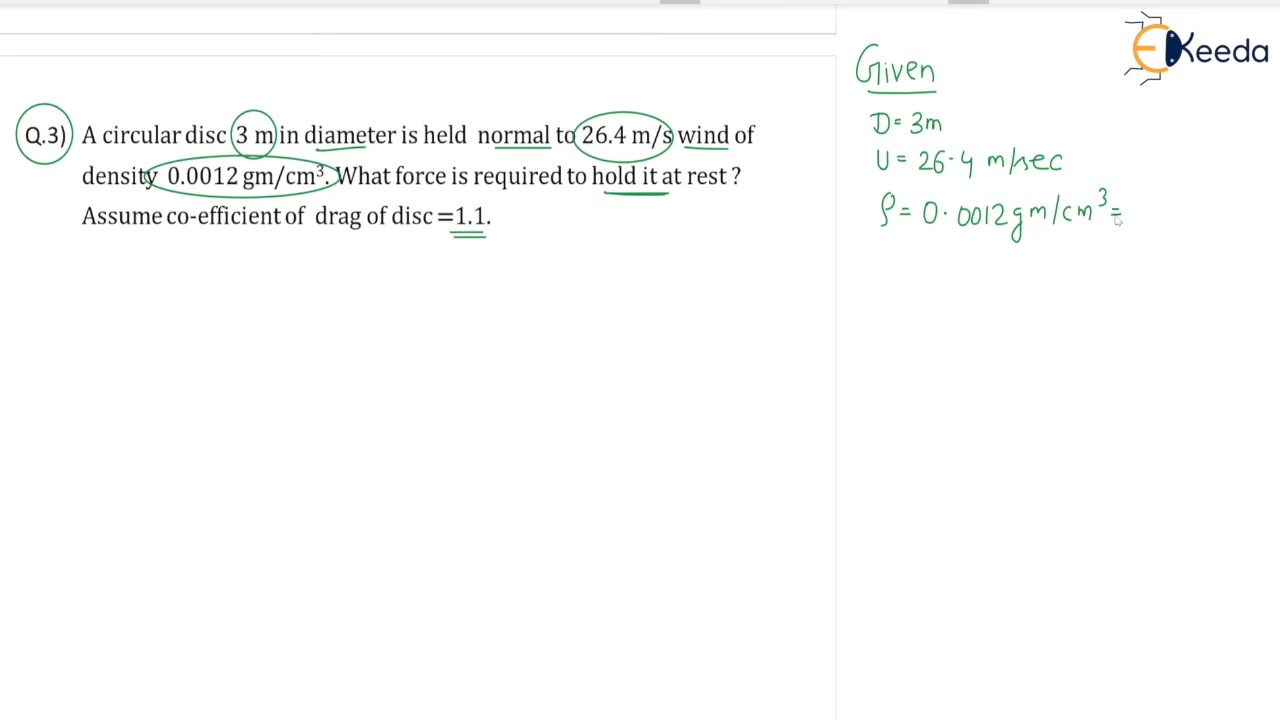 Q.3) A circular disc 3 m in diameter is held normal to 26.4 m/s wind of
density 0.0012 gm/cm³. What force is required to hold it at rest ?
Assume co-efficient of drag of disc = 1.1.
EKeeda
Given
D = 3m
U = 26.4 m/sec
ρ = 0.0012 gm/cm³ =